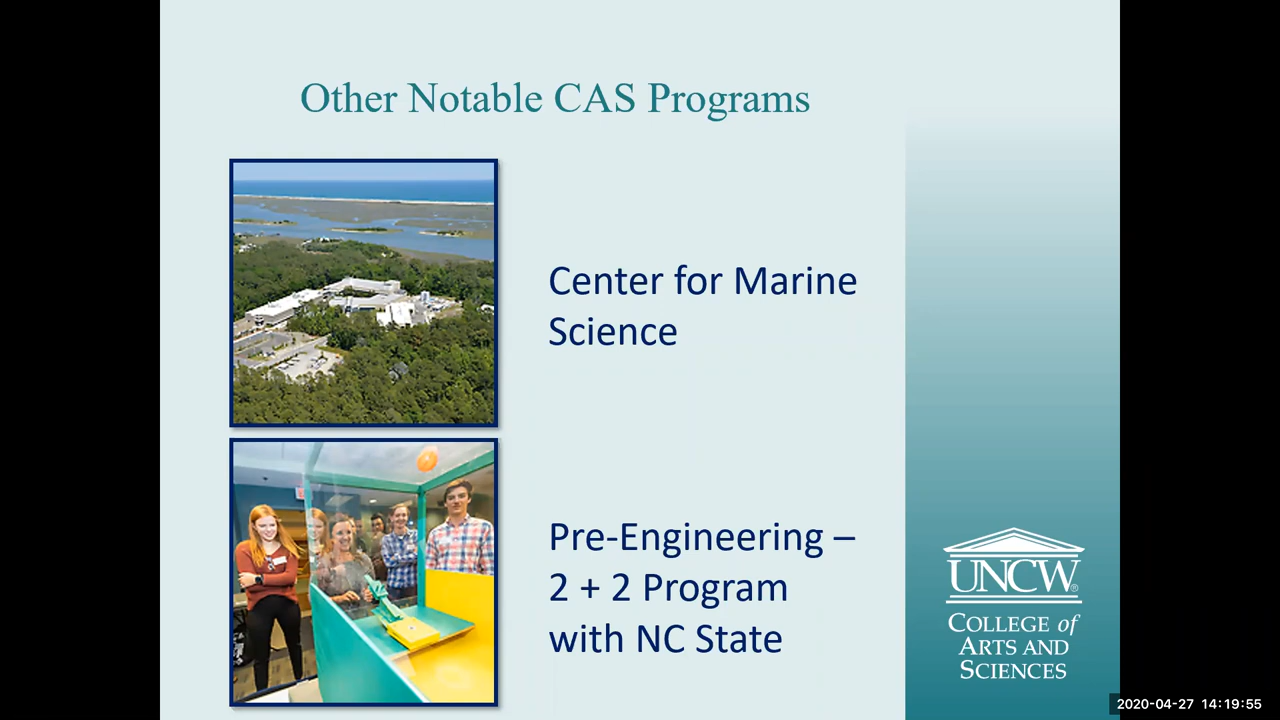 Other Notable CAS Programs
Center for Marine
Science
Pre-Engineering –
2 + 2 Program
with NC State
UNCW®
COLLEGE of
ARTS AND
SCIENCES
2020-04-27 14:19:55